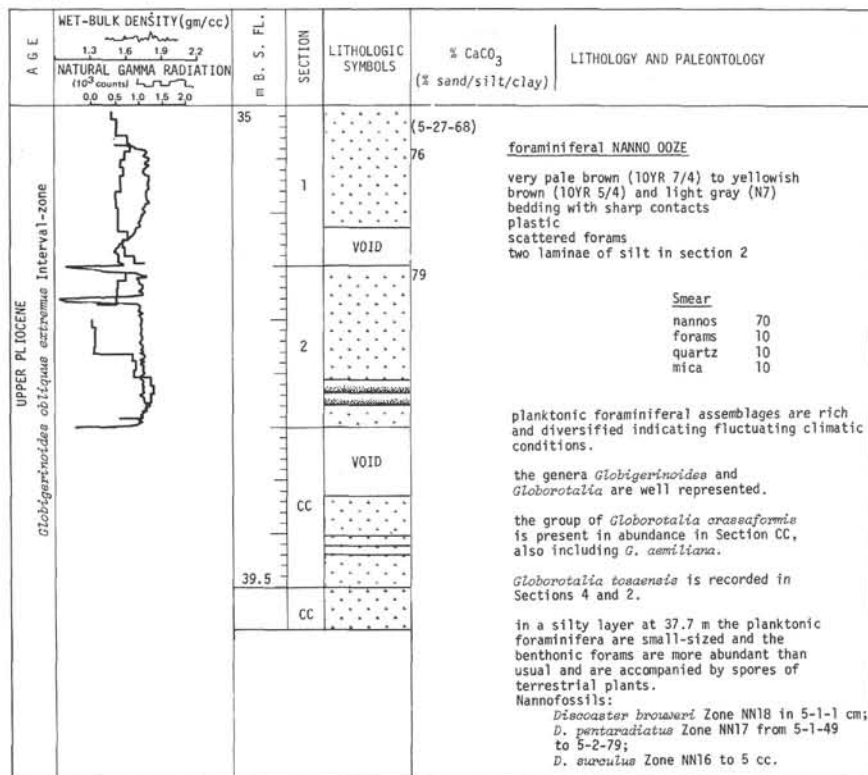 AGE
WET-BULK DENSITY(gm/cc)
1.3 1.6 1.8 2,2
NATURAL GAMMA RADIATION
(10³ counts)
0.0 0.5 1.0 1.5 2.0
m B. S. FL.
SECTION
LITHOLOGIC
SYMBOLS
% CaCO₃
(% sand/silt/clay)
LITHOLOGY AND PALEONTOLOGY
UPPER PLIOCENE
Globigerinoides obliquus extremus Interval-zone
35
39.5
1
2
CC
CC
VOID
VOID
(5-27-68)
76
79
foraminiferal NANNO OOZE
very pale brown (10YR 7/4) to yellowish
brown (10YR 5/4) and light gray (N7)
bedding with sharp contacts
plastic
scattered forams
two laminae of silt in section 2
Smear
nannos 70
forams 10
quartz 10
mica 10
planktonic foraminiferal assemblages are rich
and diversified indicating fluctuating climatic
conditions.
the genera Globigerinoides and
Globorotalia are well represented.
the group of Globorotalia crassaformis
is present in abundance in Section CC,
also including G. aemiliana.
Globorotalia tosaensis is recorded in
Sections 4 and 2.
in a silty layer at 37.7 m the planktonic
foraminifera are small-sized and the
benthonic forams are more abundant than
usual and are accompanied by spores of
terrestrial plants.
Nannofossils:
Discoaster brouweri Zone NN18 in 5-1-1 cm;
D. pentaradiatus Zone NN17 from 5-1-49
to 5-2-79;
D. surculus Zone NN16 to 5 cc.